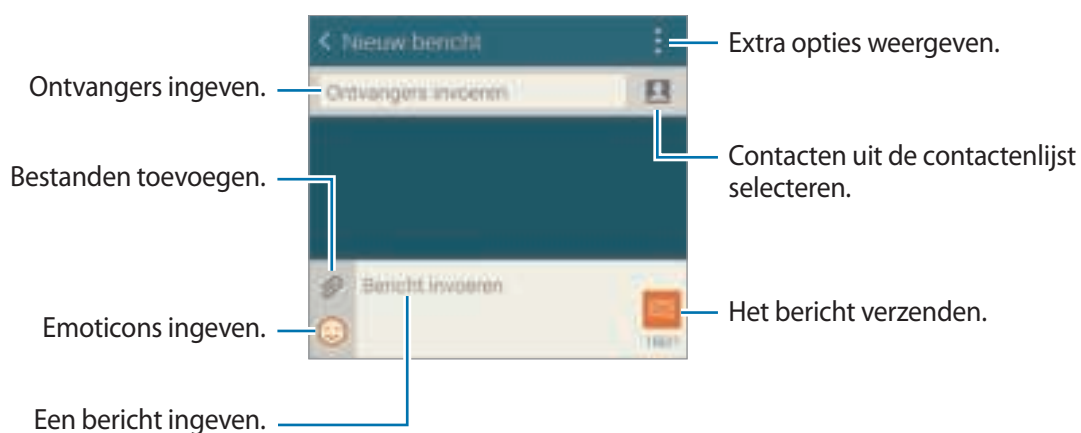 Nieuw bericht
Extra opties weergeven.
Ontvangers ingeven.
Ontvangers invoeren
Contacten uit de contactenlijst
selecteren.
Bestanden toevoegen.
Bericht invoeren
Het bericht verzenden.
Emoticons ingeven.
Een bericht ingeven.